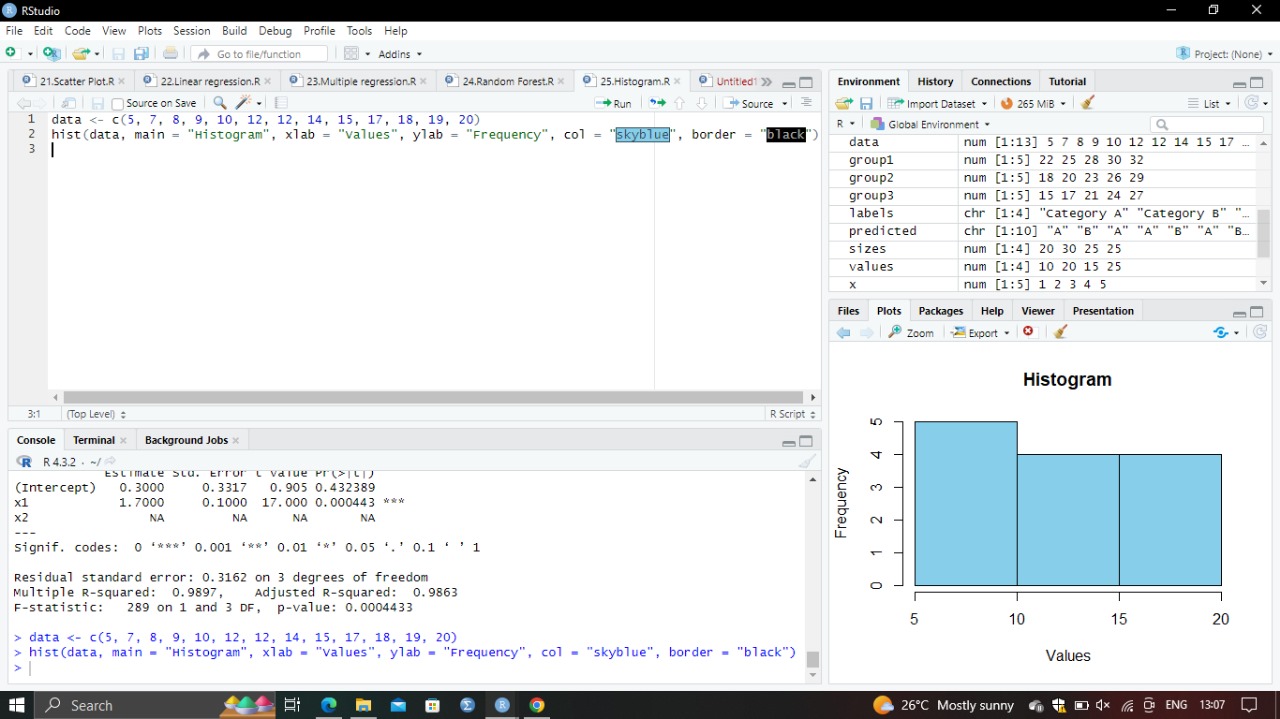 RStudio
File Edit Code View Plots Session Build Debug Profile Tools Help
Go to file/function Addins Project: (None)
21.Scatter Plot.R 22.Linear regression.R 23.Multiple regression.R 24.Random Forest.R 25.Histogram.R Untitled1
Source on Save Run Source
1 data <- c(5, 7, 8, 9, 10, 12, 12, 14, 15, 17, 18, 19, 20)
2 hist(data, main = "Histogram", xlab = "Values", ylab = "Frequency", col = "skyblue", border = "black")
3
3:1 (Top Level) R Script
Console Terminal Background Jobs
R 4.3.2 · ~/
Estimate Std. Error t value Pr(>|t|)
(Intercept) 0.3000 0.3317 0.905 0.432389
x1 1.7000 0.1000 17.000 0.000443 ***
x2 NA NA NA NA
---
Signif. codes: 0 ‘***’ 0.001 ‘**’ 0.01 ‘*’ 0.05 ‘.’ 0.1 ‘ ’ 1
Residual standard error: 0.3162 on 3 degrees of freedom
Multiple R-squared: 0.9897, Adjusted R-squared: 0.9863
F-statistic: 289 on 1 and 3 DF, p-value: 0.0004433
> data <- c(5, 7, 8, 9, 10, 12, 12, 14, 15, 17, 18, 19, 20)
> hist(data, main = "Histogram", xlab = "Values", ylab = "Frequency", col = "skyblue", border = "black")
>
Environment History Connections Tutorial
Import Dataset 265 MiB List
R Global Environment
data num [1:13] 5 7 8 9 10 12 12 14 15 17 ...
group1 num [1:5] 22 25 28 30 32
group2 num [1:5] 18 20 23 26 29
group3 num [1:5] 15 17 21 24 27
labels chr [1:4] "Category A" "Category B" "...
predicted chr [1:10] "A" "B" "A" "A" "B" "A" "B...
sizes num [1:4] 20 30 25 25
values num [1:4] 10 20 15 25
x num [1:5] 1 2 3 4 5
Files Plots Packages Help Viewer Presentation
Zoom Export
Histogram
Frequency
5
4
3
2
1
0
5 10 15 20
Values
Search 26°C Mostly sunny ENG 13:07